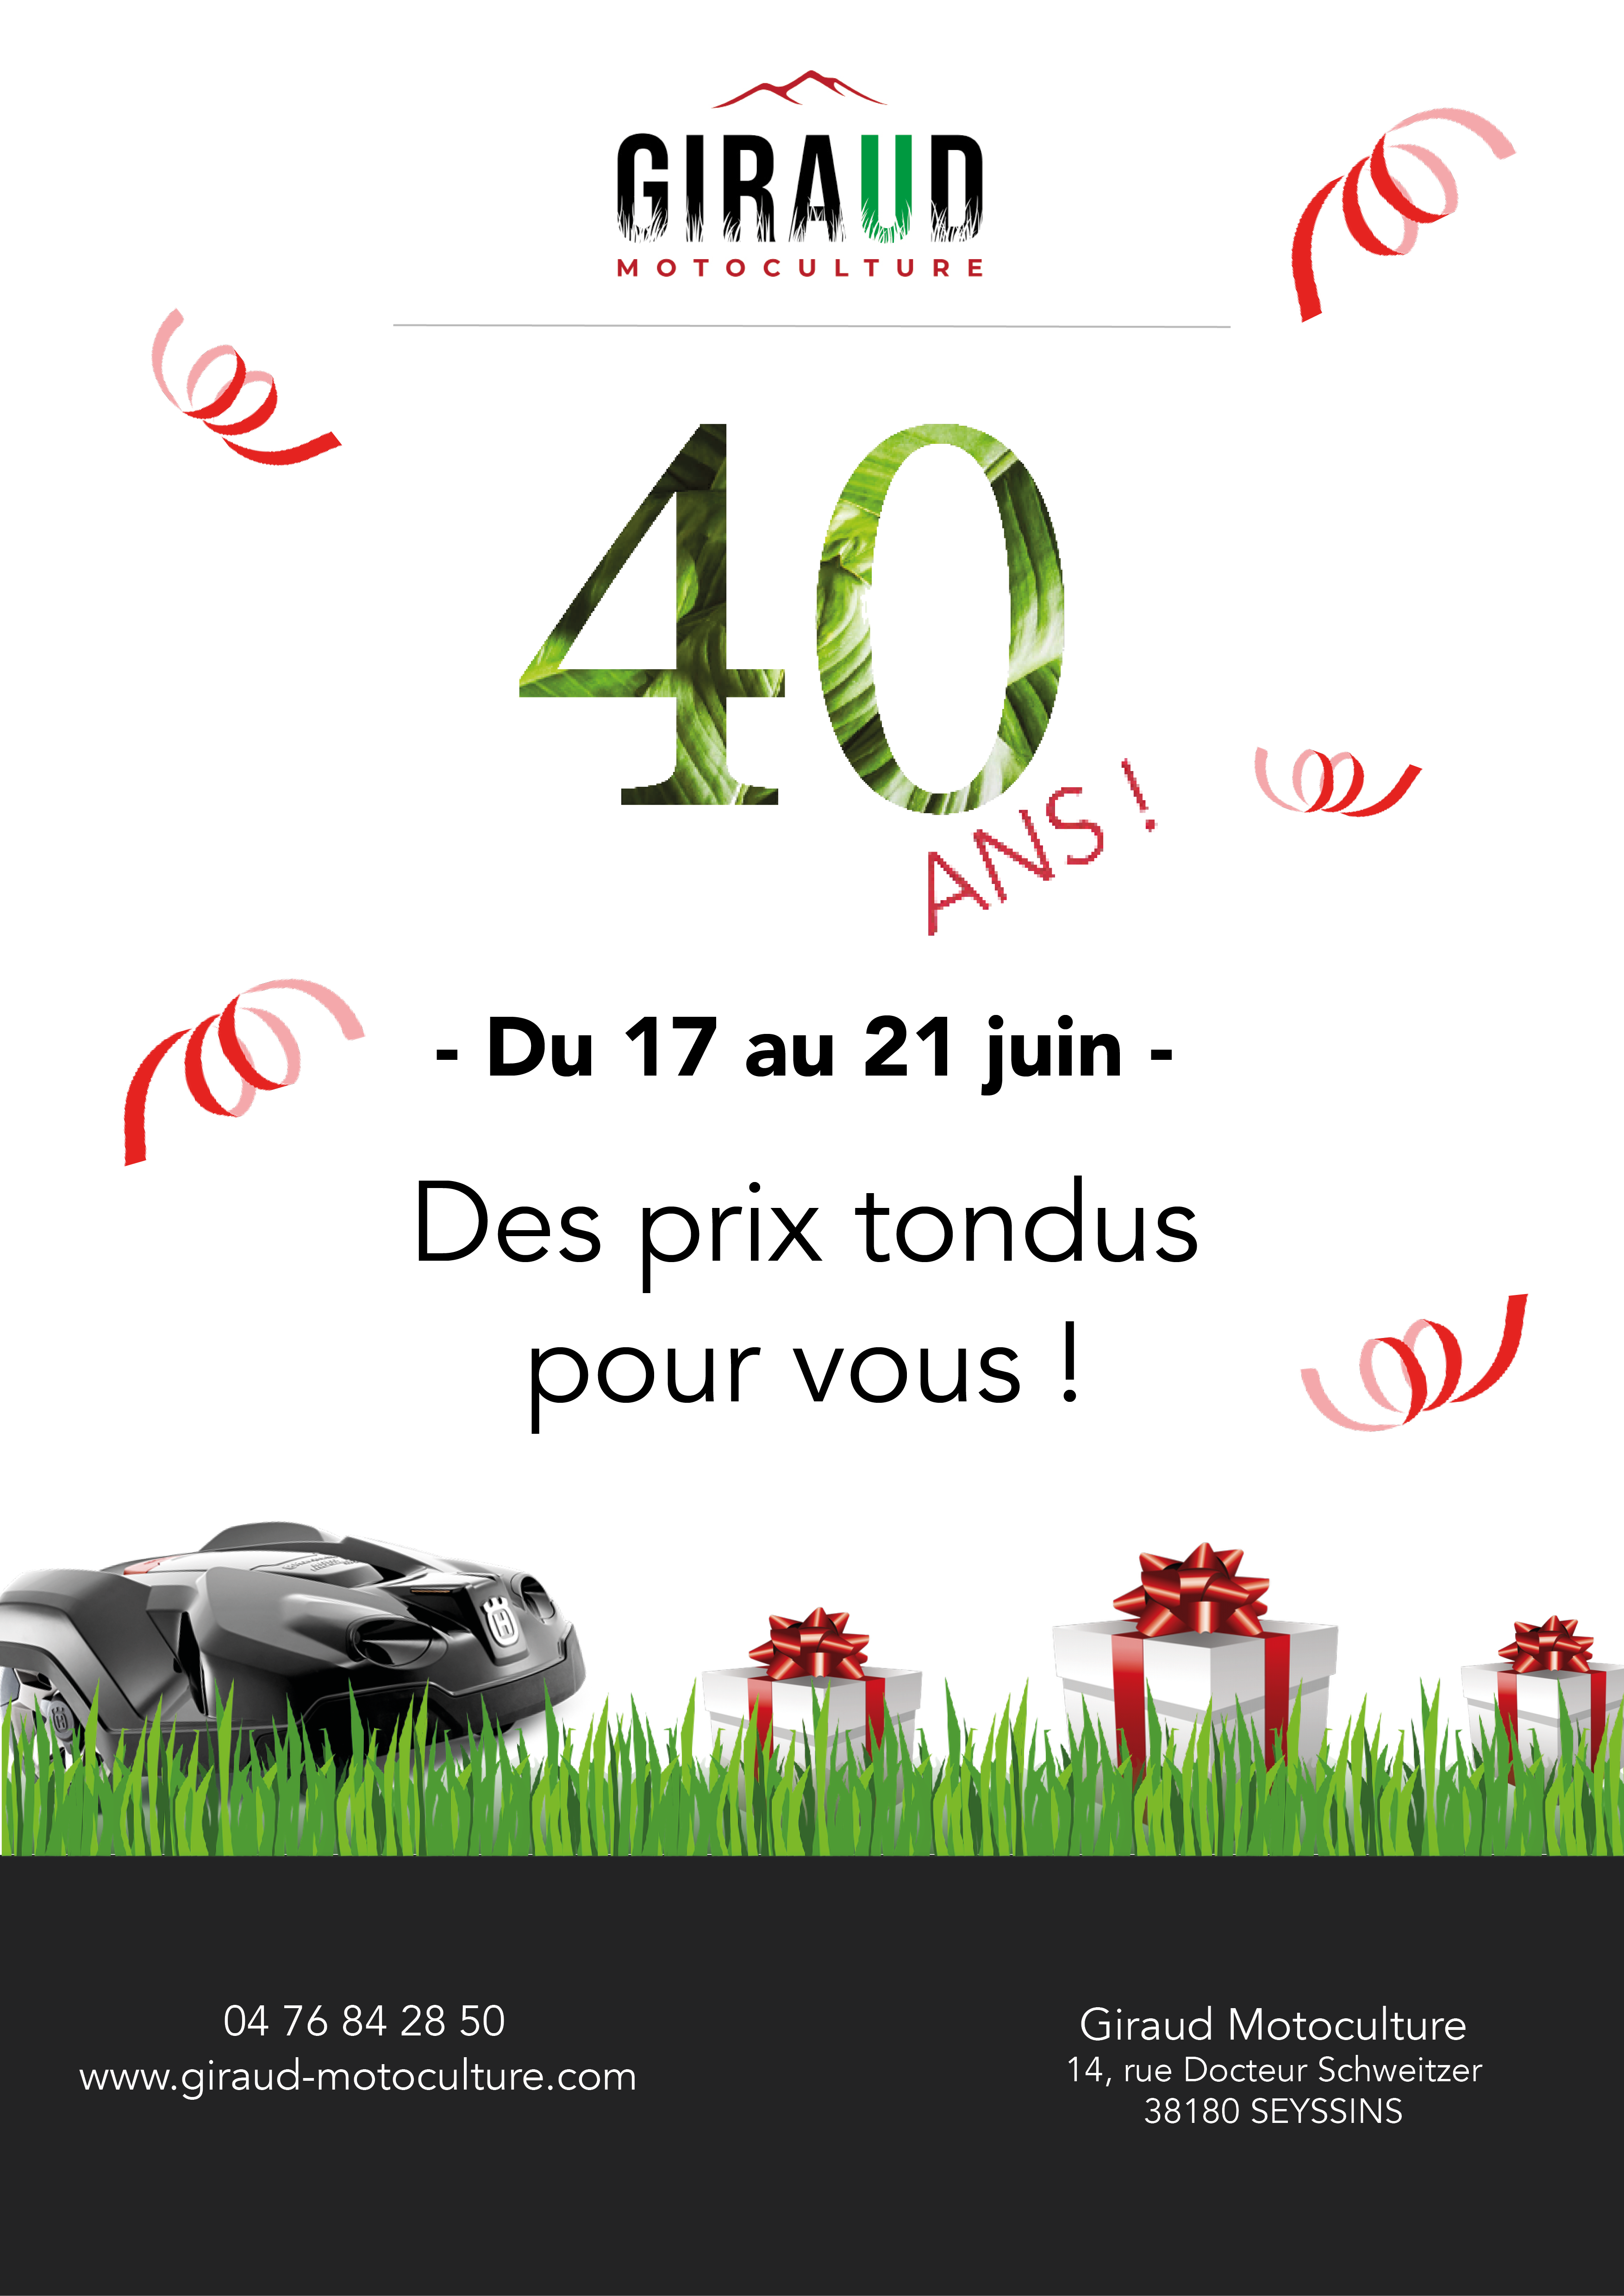 GIRAUD
MOTOCULTURE
40
ANS !
- Du 17 au 21 juin -
Des prix tondus
pour vous !
04 76 84 28 50
www.giraud-motoculture.com
Giraud Motoculture
14, rue Docteur Schweitzer
38180 SEYSSINS